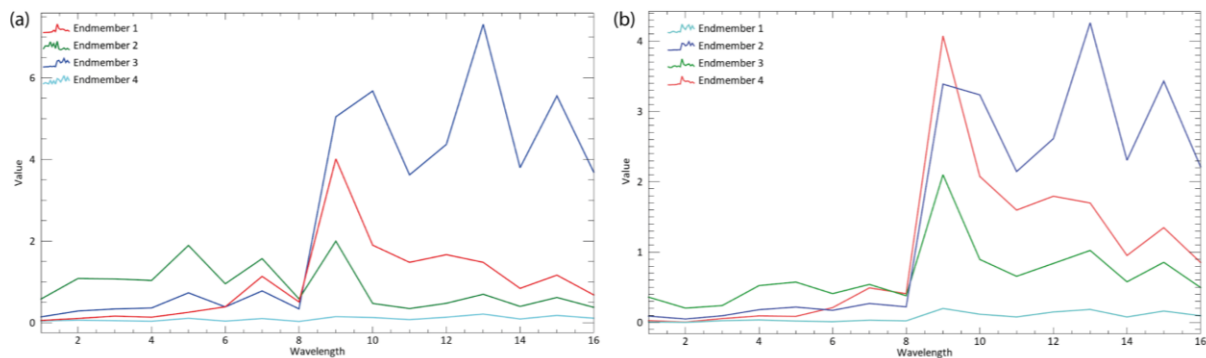 (a)
Endmember 1
Endmember 2
Endmember 3
Endmember 4
6
4
2
0
Value
2 4 6 8 10 12 14 16
Wavelength
(b)
Endmember 1
Endmember 2
Endmember 3
Endmember 4
4
3
2
1
0
Value
2 4 6 8 10 12 14 16
Wavelength